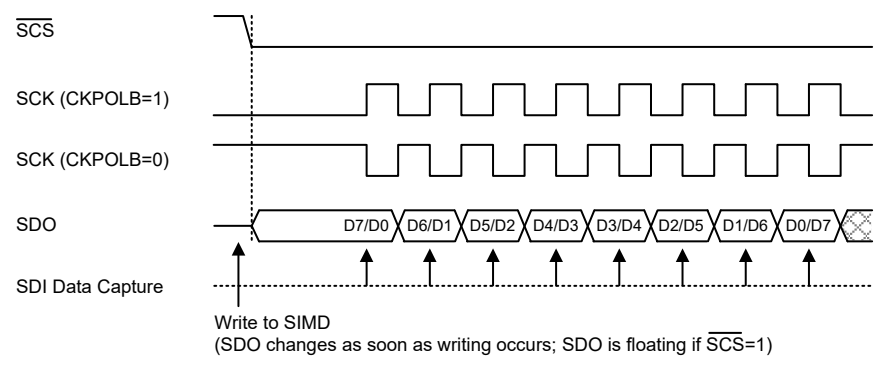 SCS
SCK (CKPOLB=1)
SCK (CKPOLB=0)
SDO D7/D0 D6/D1 D5/D2 D4/D3 D3/D4 D2/D5 D1/D6 D0/D7
SDI Data Capture
Write to SIMD
(SDO changes as soon as writing occurs; SDO is floating if SCS=1)